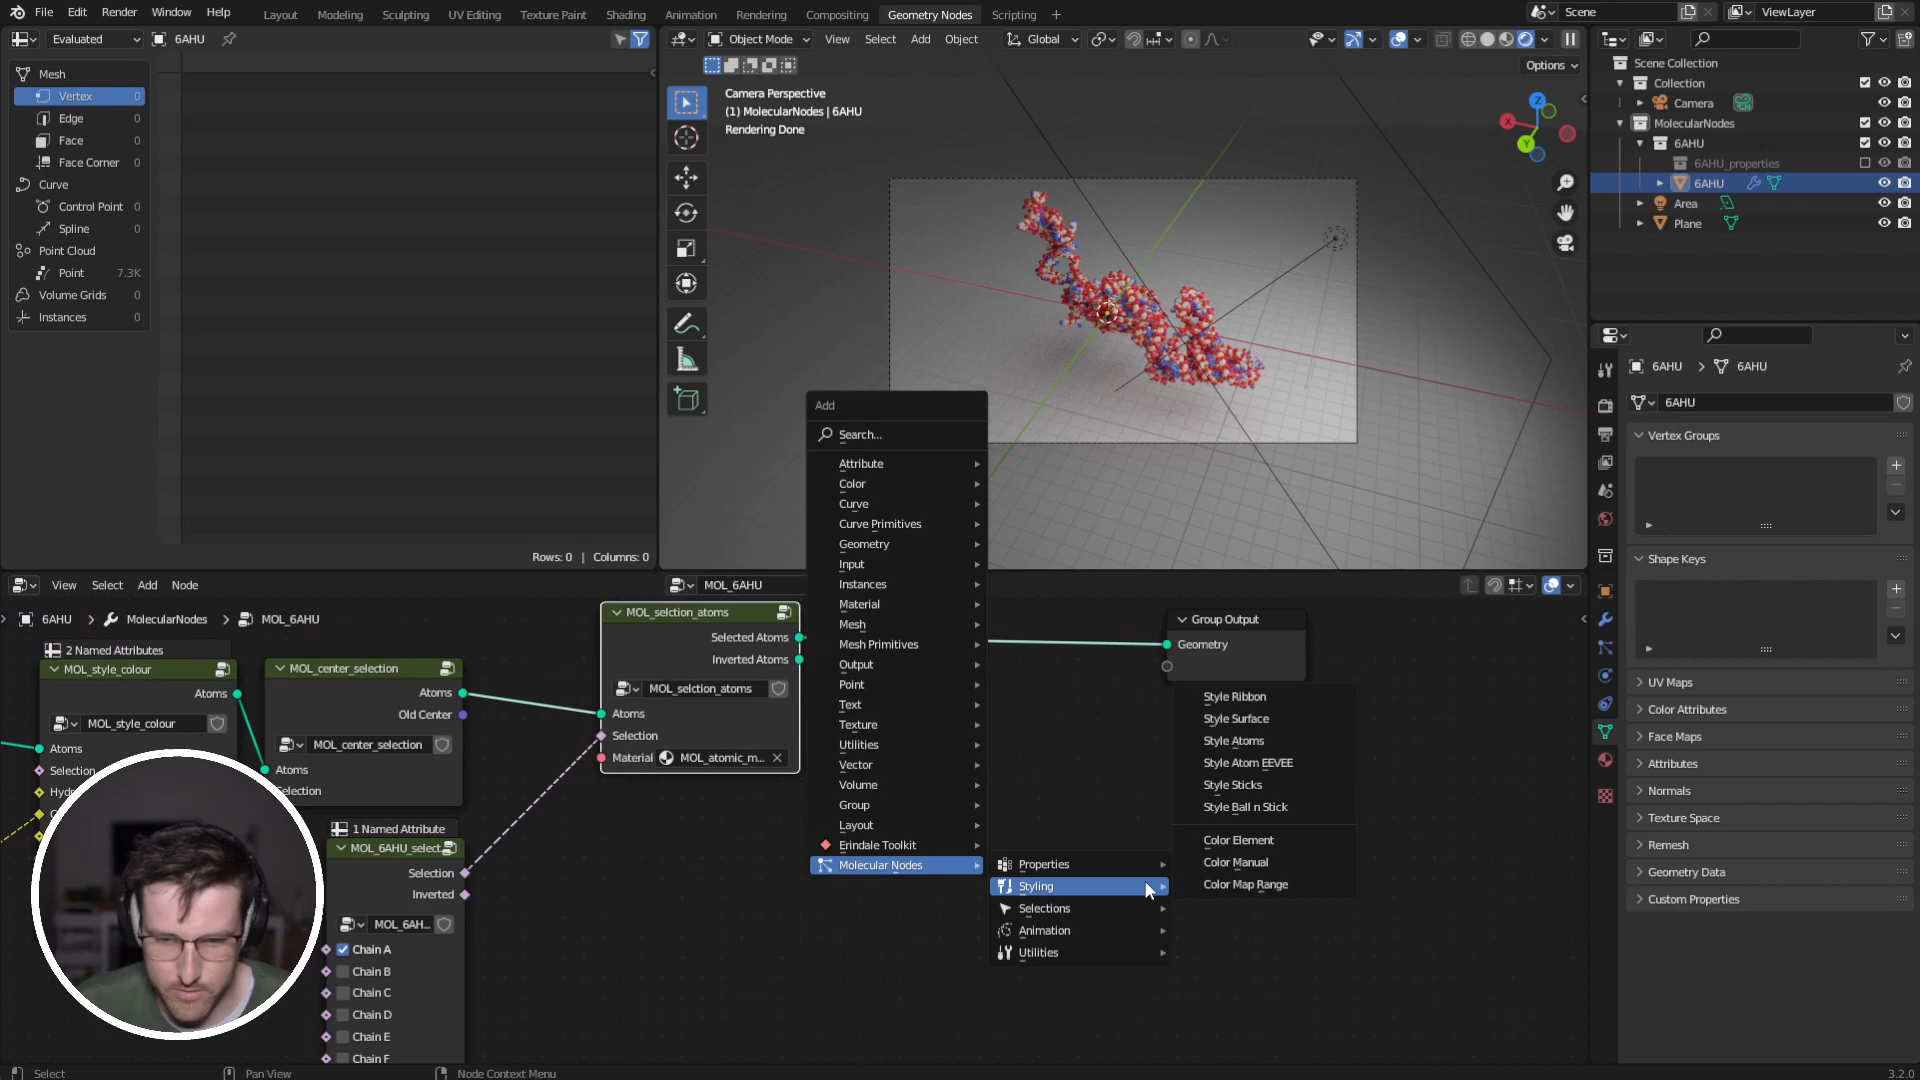 File Edit Render Window Help Layout Modeling Sculpting UV Editing Texture Paint Shading Animation Rendering Compositing Geometry Nodes Scripting + Scene ViewLayer
Evaluated 6AHU
Object Mode View Select Add Object Global
Options
Mesh
Vertex 0
Edge 0
Face 0
Face Corner 0
Curve
Control Point 0
Spline 0
Point Cloud
Point 7.3K
Volume Grids 0
Instances 0
Rows: 0 | Columns: 0
Camera Perspective
(1) MolecularNodes | 6AHU
Rendering Done
Z
X
Y
Scene Collection
Collection
Camera
MolecularNodes
6AHU
6AHU_properties
6AHU
Area
Plane
6AHU > 6AHU
6AHU
Vertex Groups
Shape Keys
UV Maps
Color Attributes
Face Maps
Attributes
Normals
Texture Space
Remesh
Geometry Data
Custom Properties
View Select Add Node MOL_6AHU
6AHU > MolecularNodes > MOL_6AHU
2 Named Attributes
MOL_style_colour
Atoms
MOL_style_colour
Atoms
Selection
MOL_center_selection
Atoms
Old Center
MOL_center_selection
Atoms
Selection
1 Named Attribute
MOL_6AHU_select...
Selection
Inverted
MOL_6AH...
Chain A
Chain B
Chain C
Chain D
Chain E
Chain F
MOL_selction_atoms
Selected Atoms
Inverted Atoms
MOL_selction_atoms
Atoms
Selection
Material MOL_atomic_m...
Add
Search...
Attribute
Color
Curve
Curve Primitives
Geometry
Input
Instances
Material
Mesh
Mesh Primitives
Output
Point
Text
Texture
Utilities
Vector
Volume
Group
Layout
Erindale Toolkit
Molecular Nodes
Properties
Styling
Selections
Animation
Utilities
Style Ribbon
Style Surface
Style Atoms
Style Atom EEVEE
Style Sticks
Style Ball n Stick
Color Element
Color Manual
Color Map Range
Group Output
Geometry
Select Pan View Node Context Menu 3.2.0